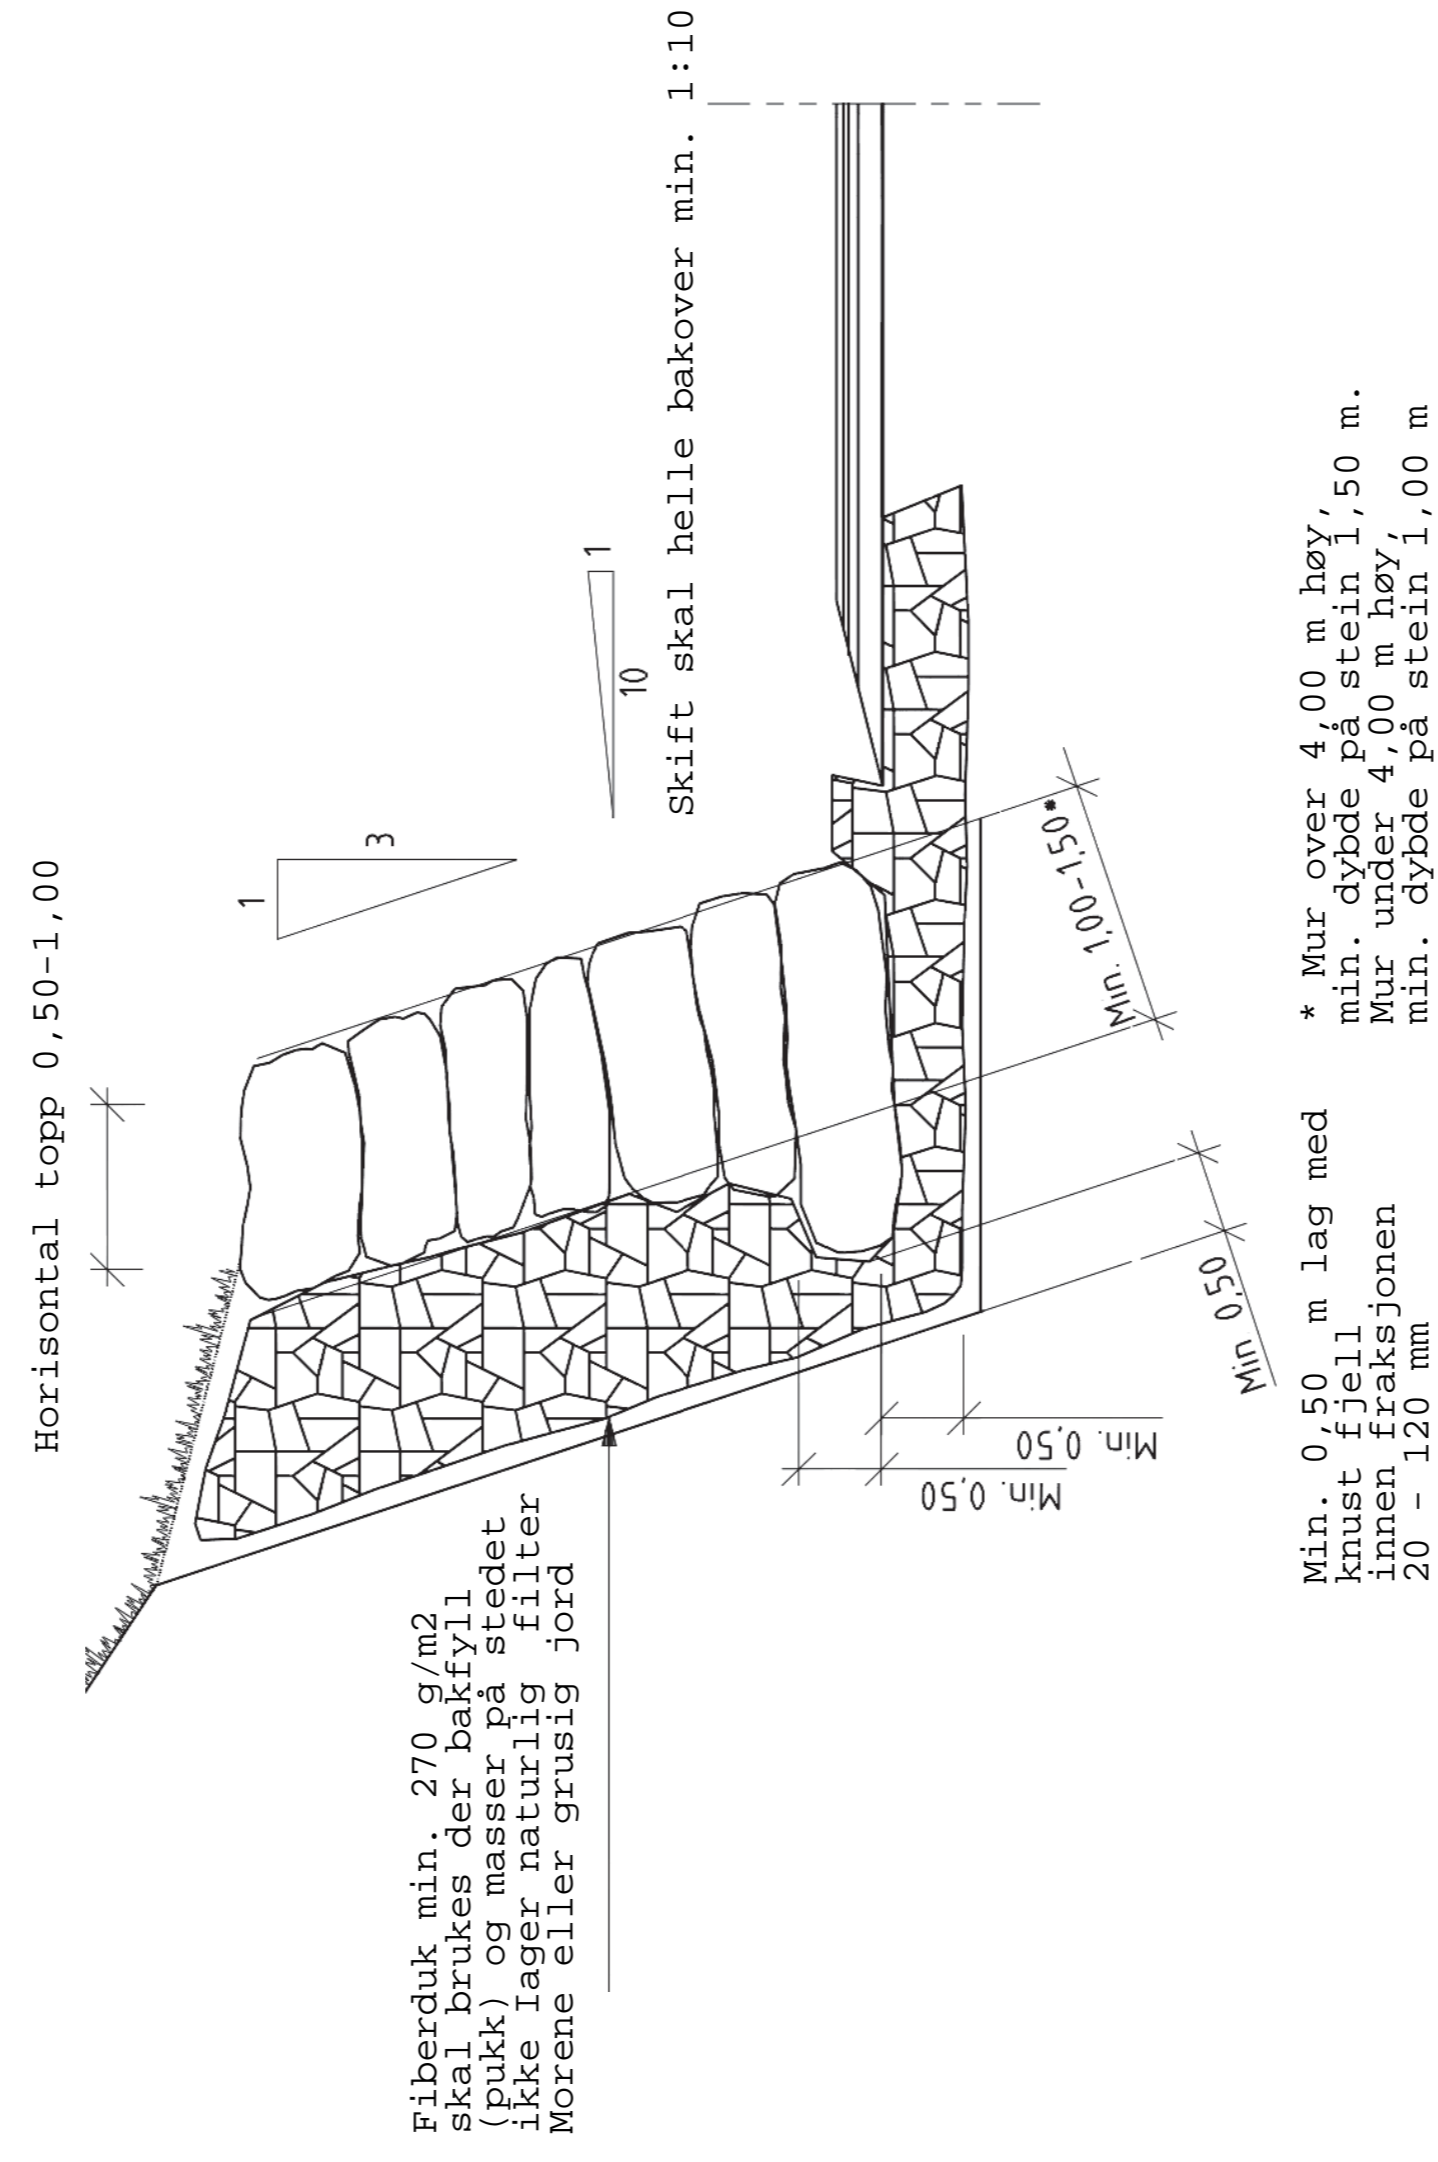 Horisontal topp 0,50-1,00
1
3
10
1
Skift skal helle bakover min. 1:10
Fiberduk min. 270 g/m2
skal brukes der bakfyll
(pukk) og masser på stedet
ikke lager naturlig filter
Morene eller grusig jord
Min. 0,50
Min. 0,50
Min 0,50
Min. 1,00-1,50*
Min. 0,50 m lag med
knust fjell
innen fraksjonen
20 - 120 mm
* Mur over 4,00 m høy,
min. dybde på stein 1,50 m.
Mur under 4,00 m høy,
min. dybde på stein 1,00 m